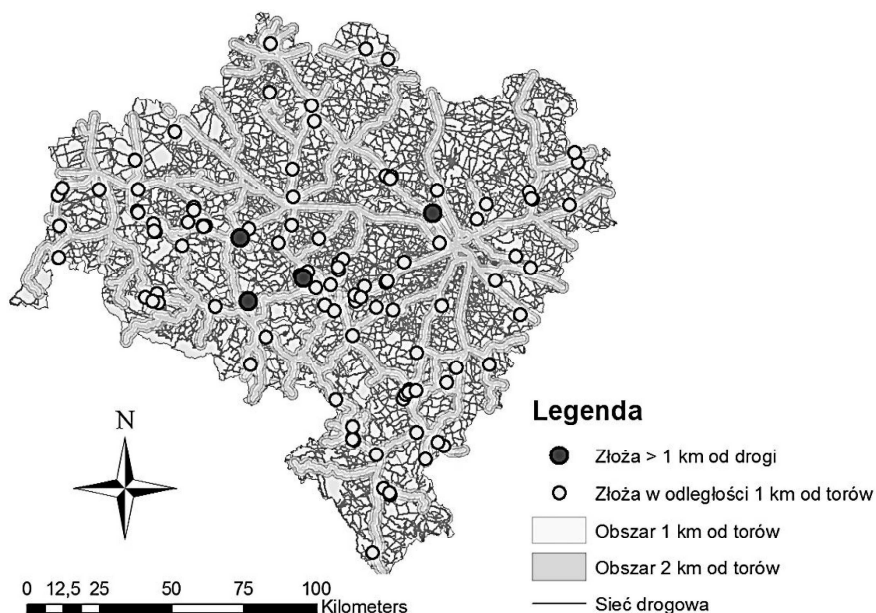 Legenda
Złoża > 1 km od drogi
Złoża w odległości 1 km od torów
Obszar 1 km od torów
Obszar 2 km od torów
Sieć drogowa
N
0 12,5 25 50 75 100
Kilometers